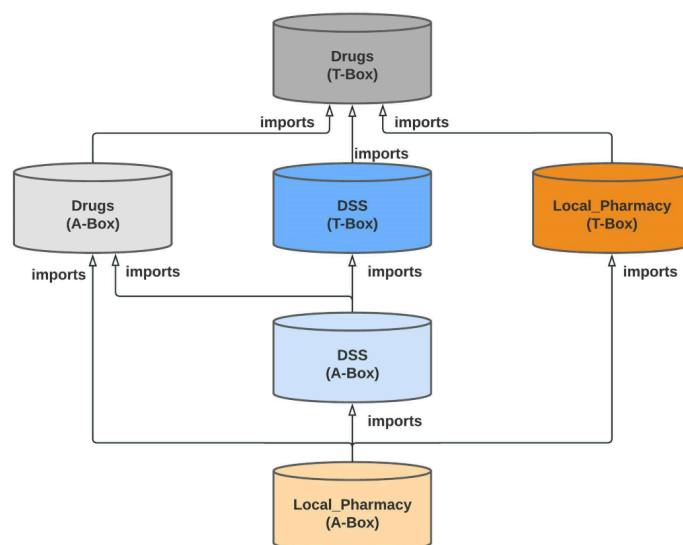 Drugs
(T-Box)
imports
imports
imports
Drugs
(A-Box)
DSS
(T-Box)
Local_Pharmacy
(T-Box)
imports
imports
imports
imports
DSS
(A-Box)
imports
Local_Pharmacy
(A-Box)